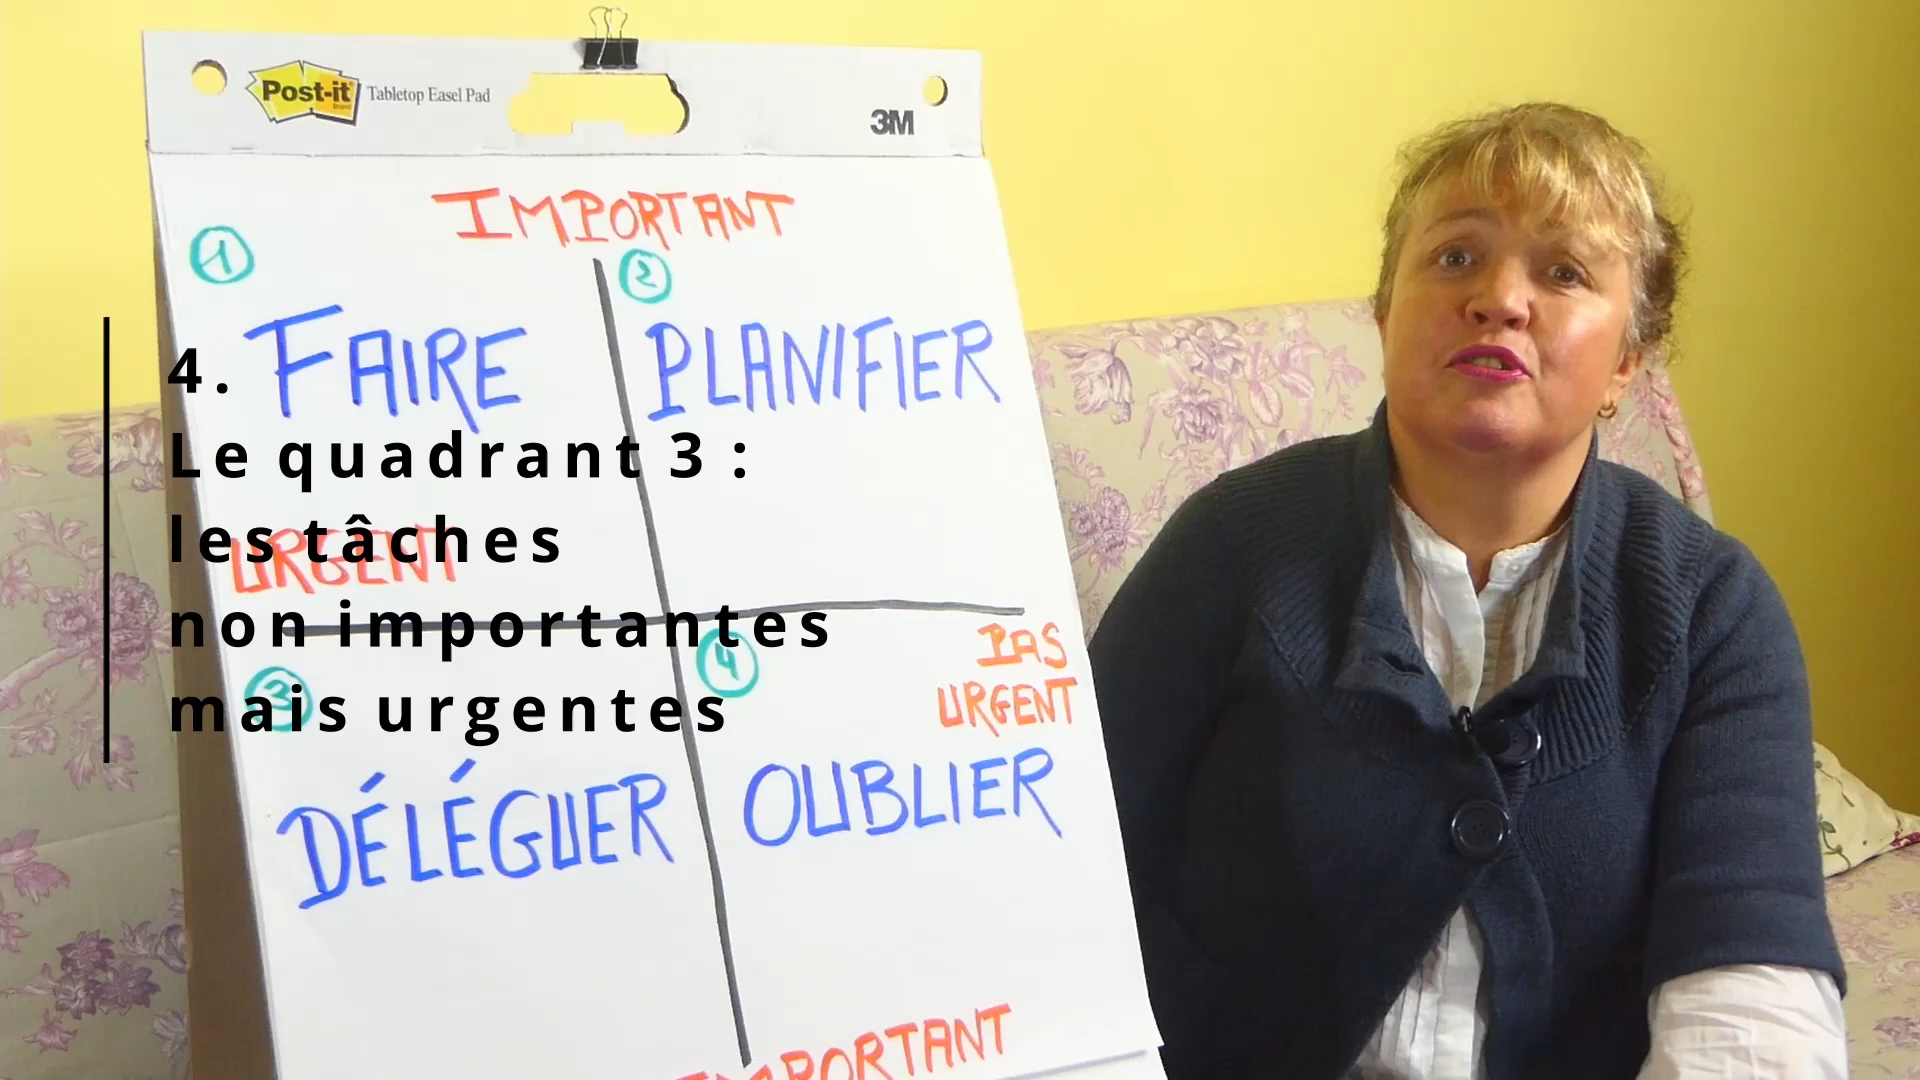 Post-it Tabletop Easel Pad
3M
IMPORTANT
1
2
FAIRE PLANIFIER
URGENT
PAS
URGENT
3
4
DÉLÉGUER OUBLIER
IMPORTANT
4.
Le quadrant 3 :
les tâches
non importantes
mais urgentes